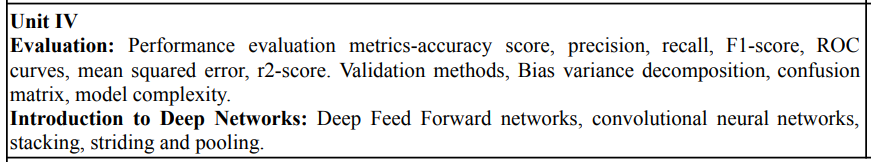 Unit IV
Evaluation: Performance evaluation metrics-accuracy score, precision, recall, F1-score, ROC
curves, mean squared error, r2-score. Validation methods, Bias variance decomposition, confusion
matrix, model complexity.
Introduction to Deep Networks: Deep Feed Forward networks, convolutional neural networks,
stacking, striding and pooling.